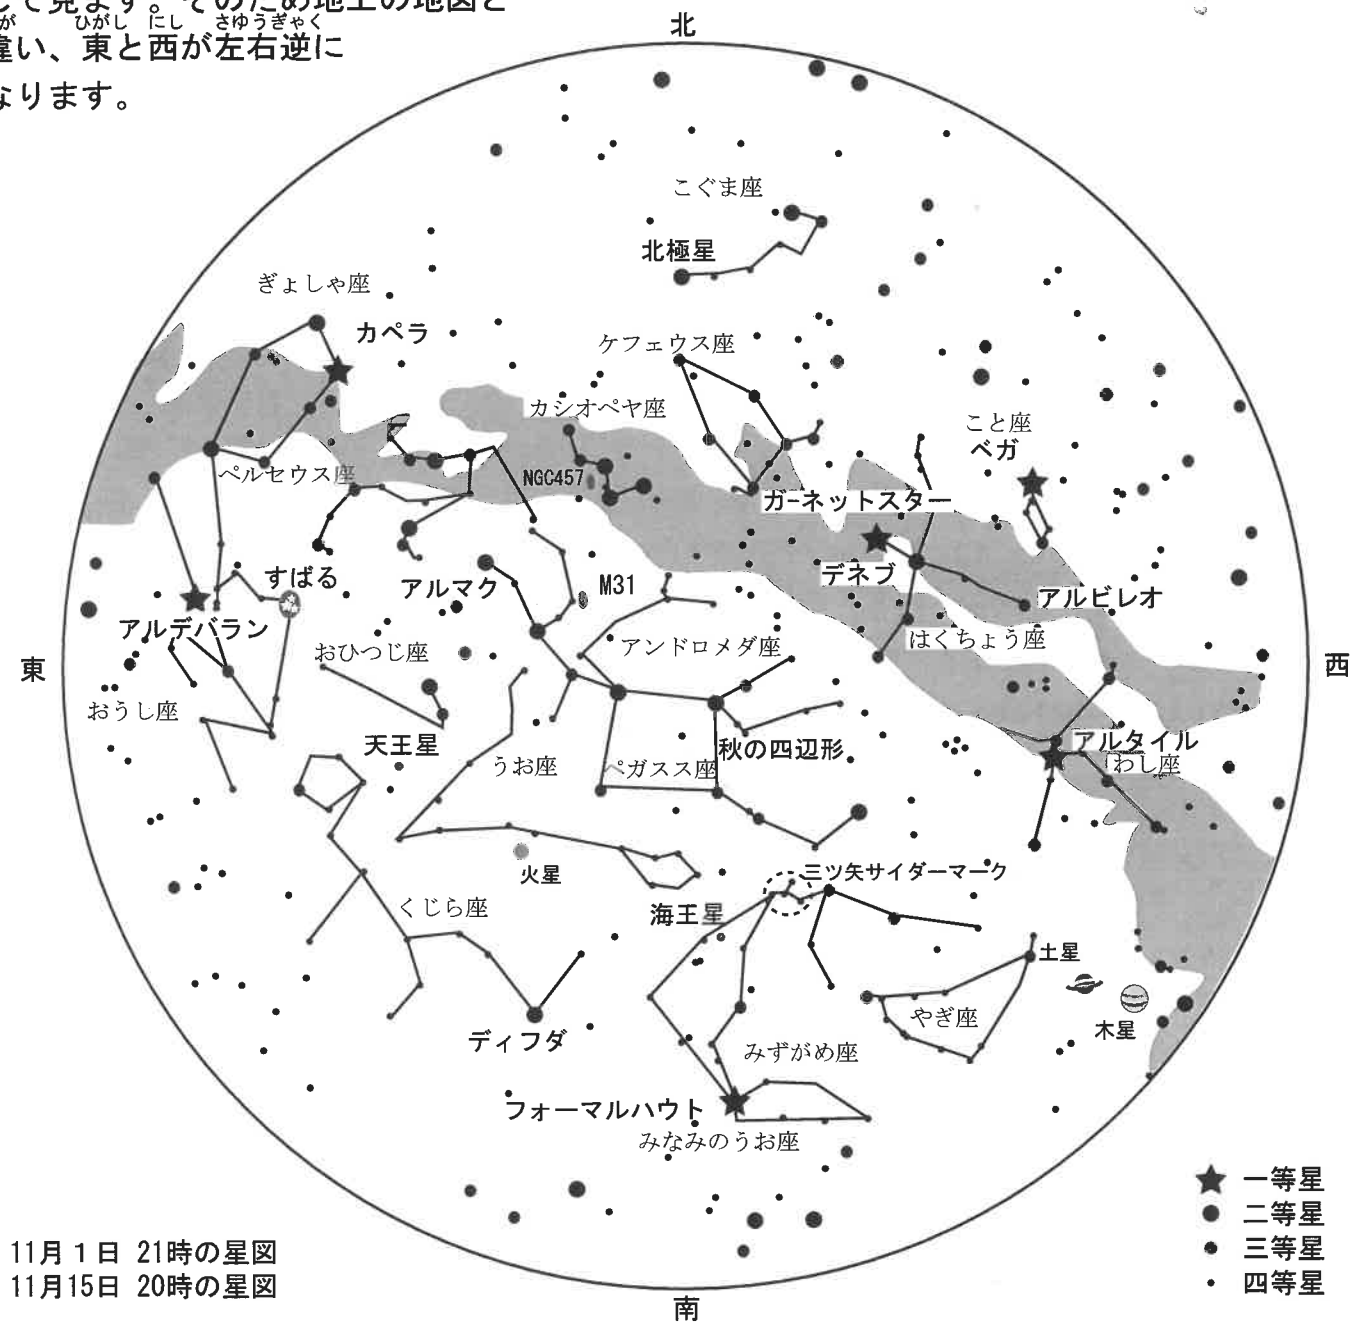 して見ます。そのため地上の地図と
が ひがし にし さゆうぎゃく
違い、東と西が左右逆に
なります。
北
こぐま座
北極星
ぎょしゃ座
カペラ
ケフェウス座
カシオペヤ座
こと座
ベガ
ペルセウス座
NGC457
ガーネットスター
すばる
アルマク
M31
デネブ
アルビレオ
アルデバラン
おひつじ座
アンドロメダ座
はくちょう座
東
西
おうし座
天王星
うお座
ペガスス座
秋の四辺形
アルタイル
わし座
火星
三ツ矢サイダーマーク
くじら座
海王星
土星
やぎ座
木星
ディフダ
みずがめ座
フォーマルハウト
みなみのうお座
一等星
二等星
三等星
四等星
11月1日 21時の星図
11月15日 20時の星図
南